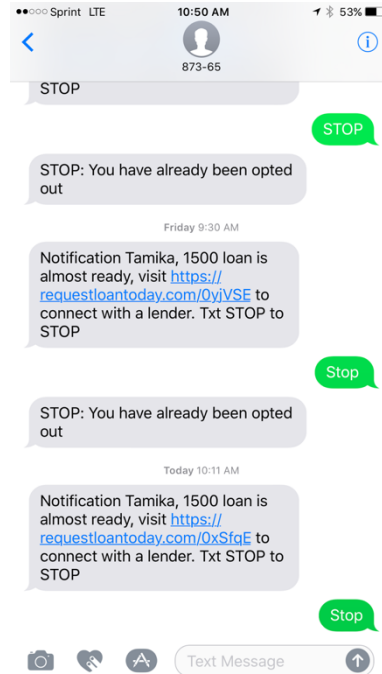 Sprint LTE 10:50 AM 53%
873-65
STOP
STOP
STOP: You have already been opted
out
Friday 9:30 AM
Notification Tamika, 1500 loan is
almost ready, visit https://
requestloantoday.com/0yjVSE to
connect with a lender. Txt STOP to
STOP
Stop
STOP: You have already been opted
out
Today 10:11 AM
Notification Tamika, 1500 loan is
almost ready, visit https://
requestloantoday.com/0xSfqE to
connect with a lender. Txt STOP to
STOP
Stop
Text Message